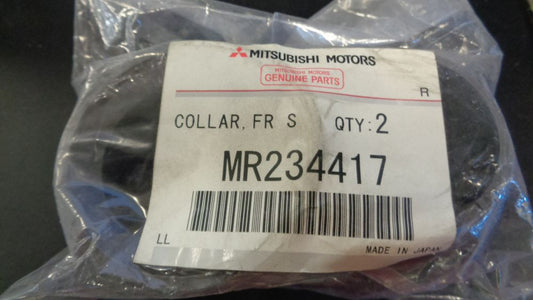 MITSUBISHI MOTORS
MITSUBISHI MOTORS
GENUINE PARTS
R
COLLAR, FR S QTY:2
MR234417
LL
MADE IN JAPAN